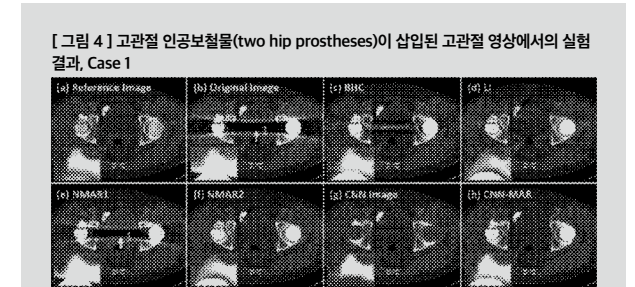 [ 그림 4 ] 고관절 인공보철물(two hip prostheses)이 삽입된 고관절 영상에서의 실험
결과, Case 1
(a) Reference Image (b) Original Image (c) BHC (d) LI
(e) NMAR1 (f) NMAR2 (g) CNN Image (h) CNN-MAR